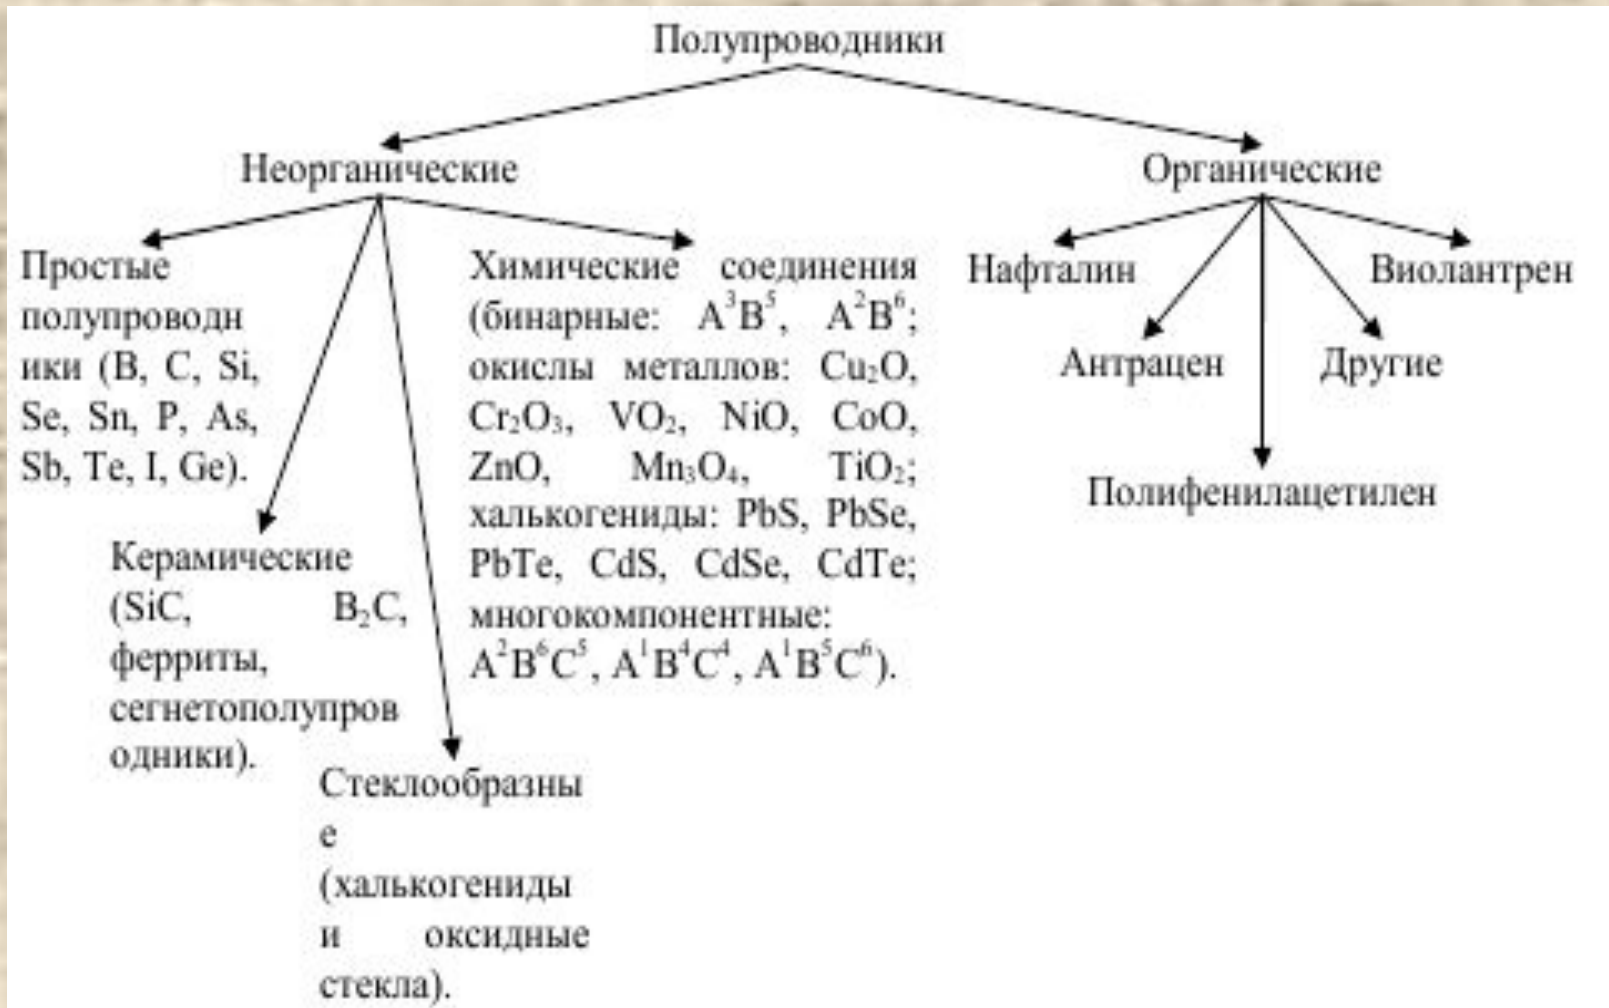 Полупроводники
Неорганические
Органические
Простые
полупроводн
ики (B, C, Si,
Se, Sn, P, As,
Sb, Te, I, Ge).
Керамические
(SiC, B₂C,
ферриты,
сегнетополупров
одники).
Стеклообразны
е
(халькогениды
и оксидные
стекла).
Химические соединения
(бинарные: A³B⁵, A²B⁶;
окислы металлов: Cu₂O,
Cr₂O₃, VO₂, NiO, CoO,
ZnO, Mn₃O₄, TiO₂;
халькогениды: PbS, PbSe,
PbTe, CdS, CdSe, CdTe;
многокомпонентные:
A²B⁶C⁵, A¹B⁴C⁴, A¹B⁵C⁶).
Нафталин
Антрацен
Полифенилацетилен
Другие
Виолантрен